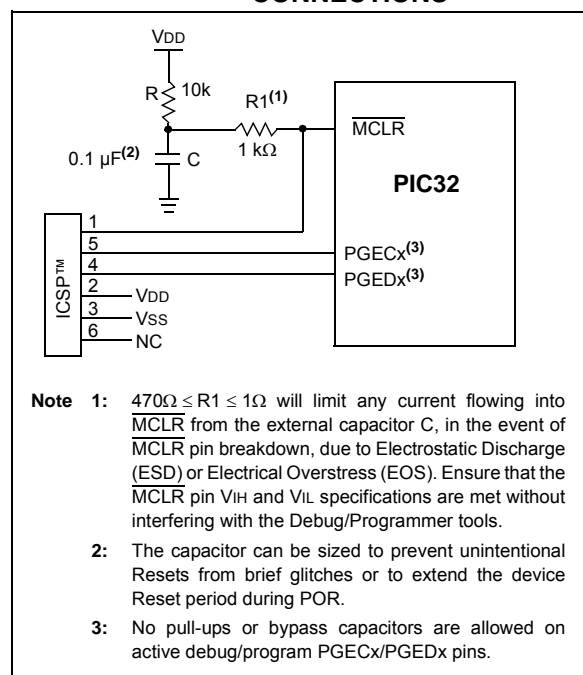 CONNECTIONS
VDD
R 10k
R1(1)
1 kΩ
0.1 µF(2) C
MCLR
PIC32
PGECx(3)
PGEDx(3)
ICSP™
1
5
4
2 VDD
3 VSS
6 NC
Note 1: 470Ω ≤ R1 ≤ 1Ω will limit any current flowing into
MCLR from the external capacitor C, in the event of
MCLR pin breakdown, due to Electrostatic Discharge
(ESD) or Electrical Overstress (EOS). Ensure that the
MCLR pin VIH and VIL specifications are met without
interfering with the Debug/Programmer tools.
2: The capacitor can be sized to prevent unintentional
Resets from brief glitches or to extend the device
Reset period during POR.
3: No pull-ups or bypass capacitors are allowed on
active debug/program PGECx/PGEDx pins.